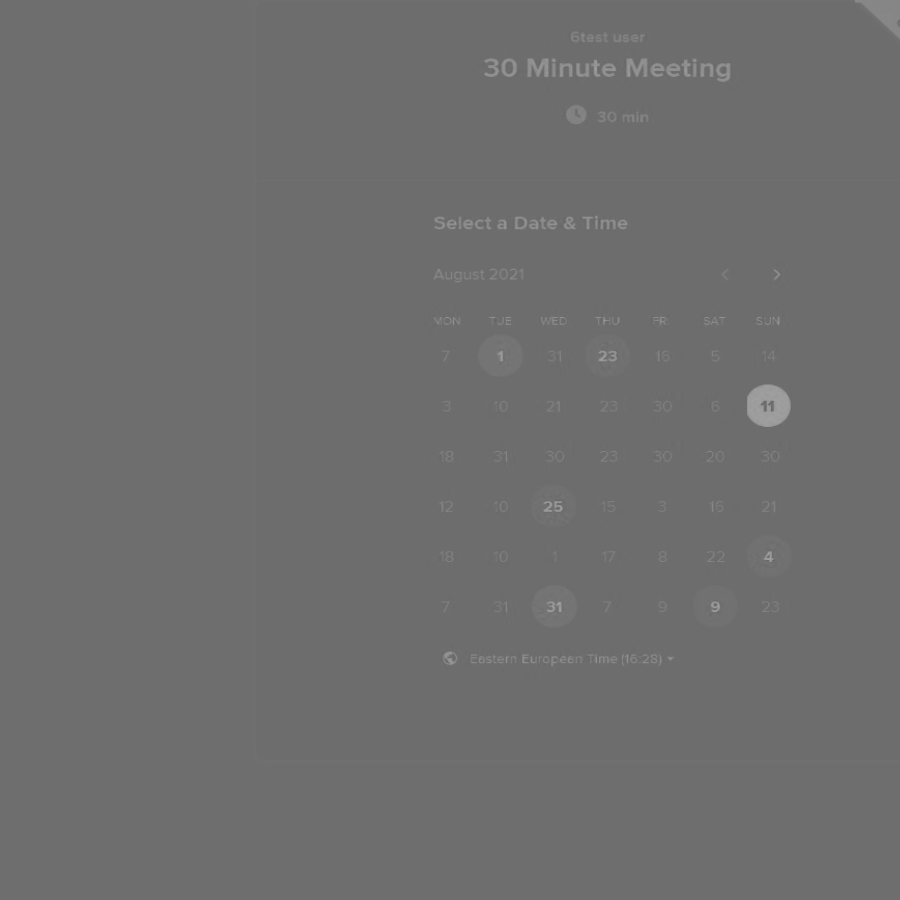 6test user
30 Minute Meeting
30 min
Select a Date & Time
August 2021
MON TUE WED THU FRI SAT SUN
7 1 31 23 16 5 14
3 10 21 23 30 6 11
18 31 30 23 30 20 30
12 10 25 15 3 16 21
18 10 1 17 8 22 4
7 31 31 7 9 9 23
Eastern European Time (16:28)